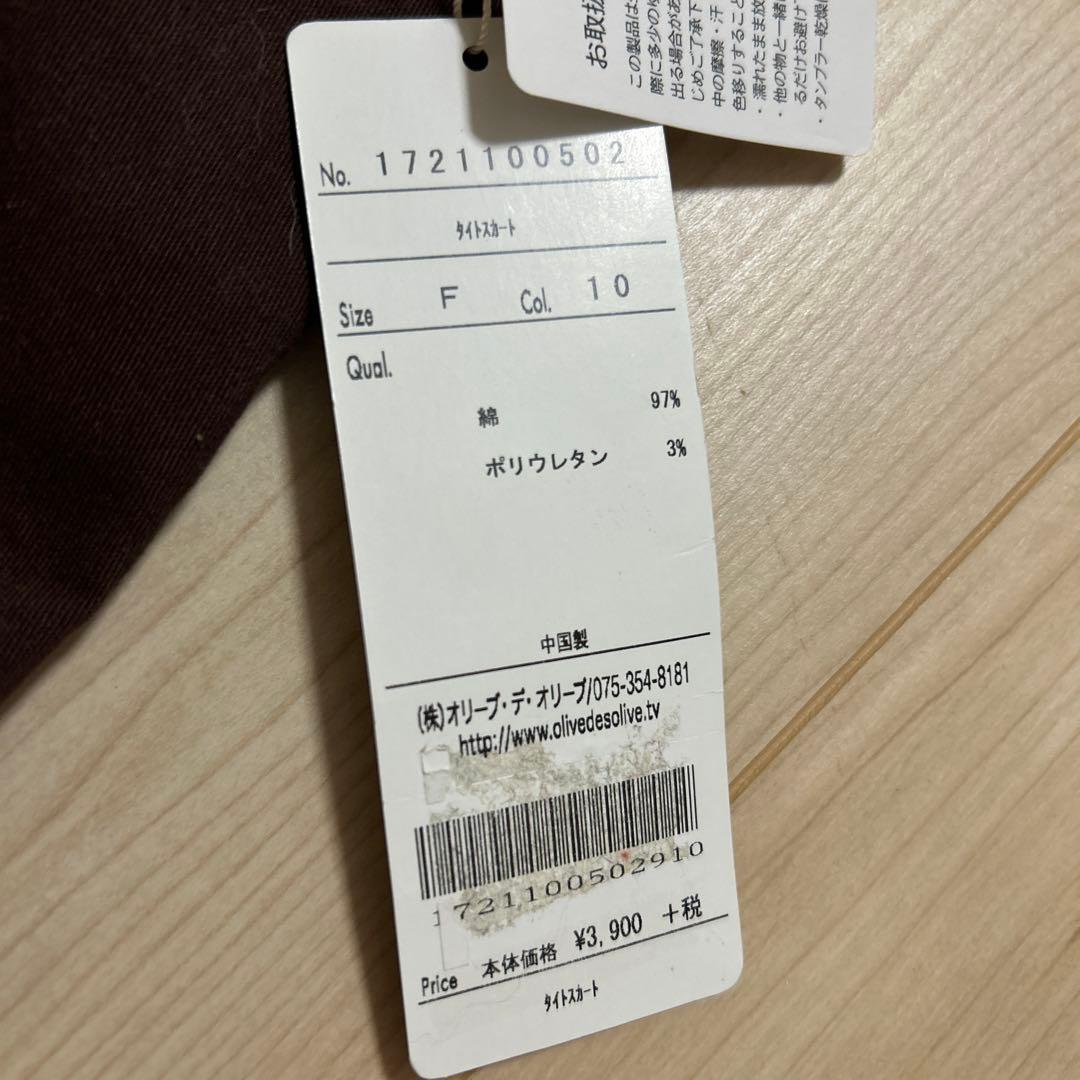 お取扱
この製品は
際に多少の
出る場合があ
じめご了承下
中の摩擦・汗
色移りすること
・濡れたまま放
・他の物と一緒
るだけお避け
・タンブラー乾燥
No. 1721100502
ﾀｲﾄｽｶｰﾄ
Size F Col. 10
Qual.
綿 97%
ポリウレタン 3%
中国製
(株)オリーブ・デ・オリーブ/075-354-8181
http://www.olivedesolive.tv
1721100502910
Price 本体価格 ¥3,900 +税
ﾀｲﾄｽｶｰﾄ